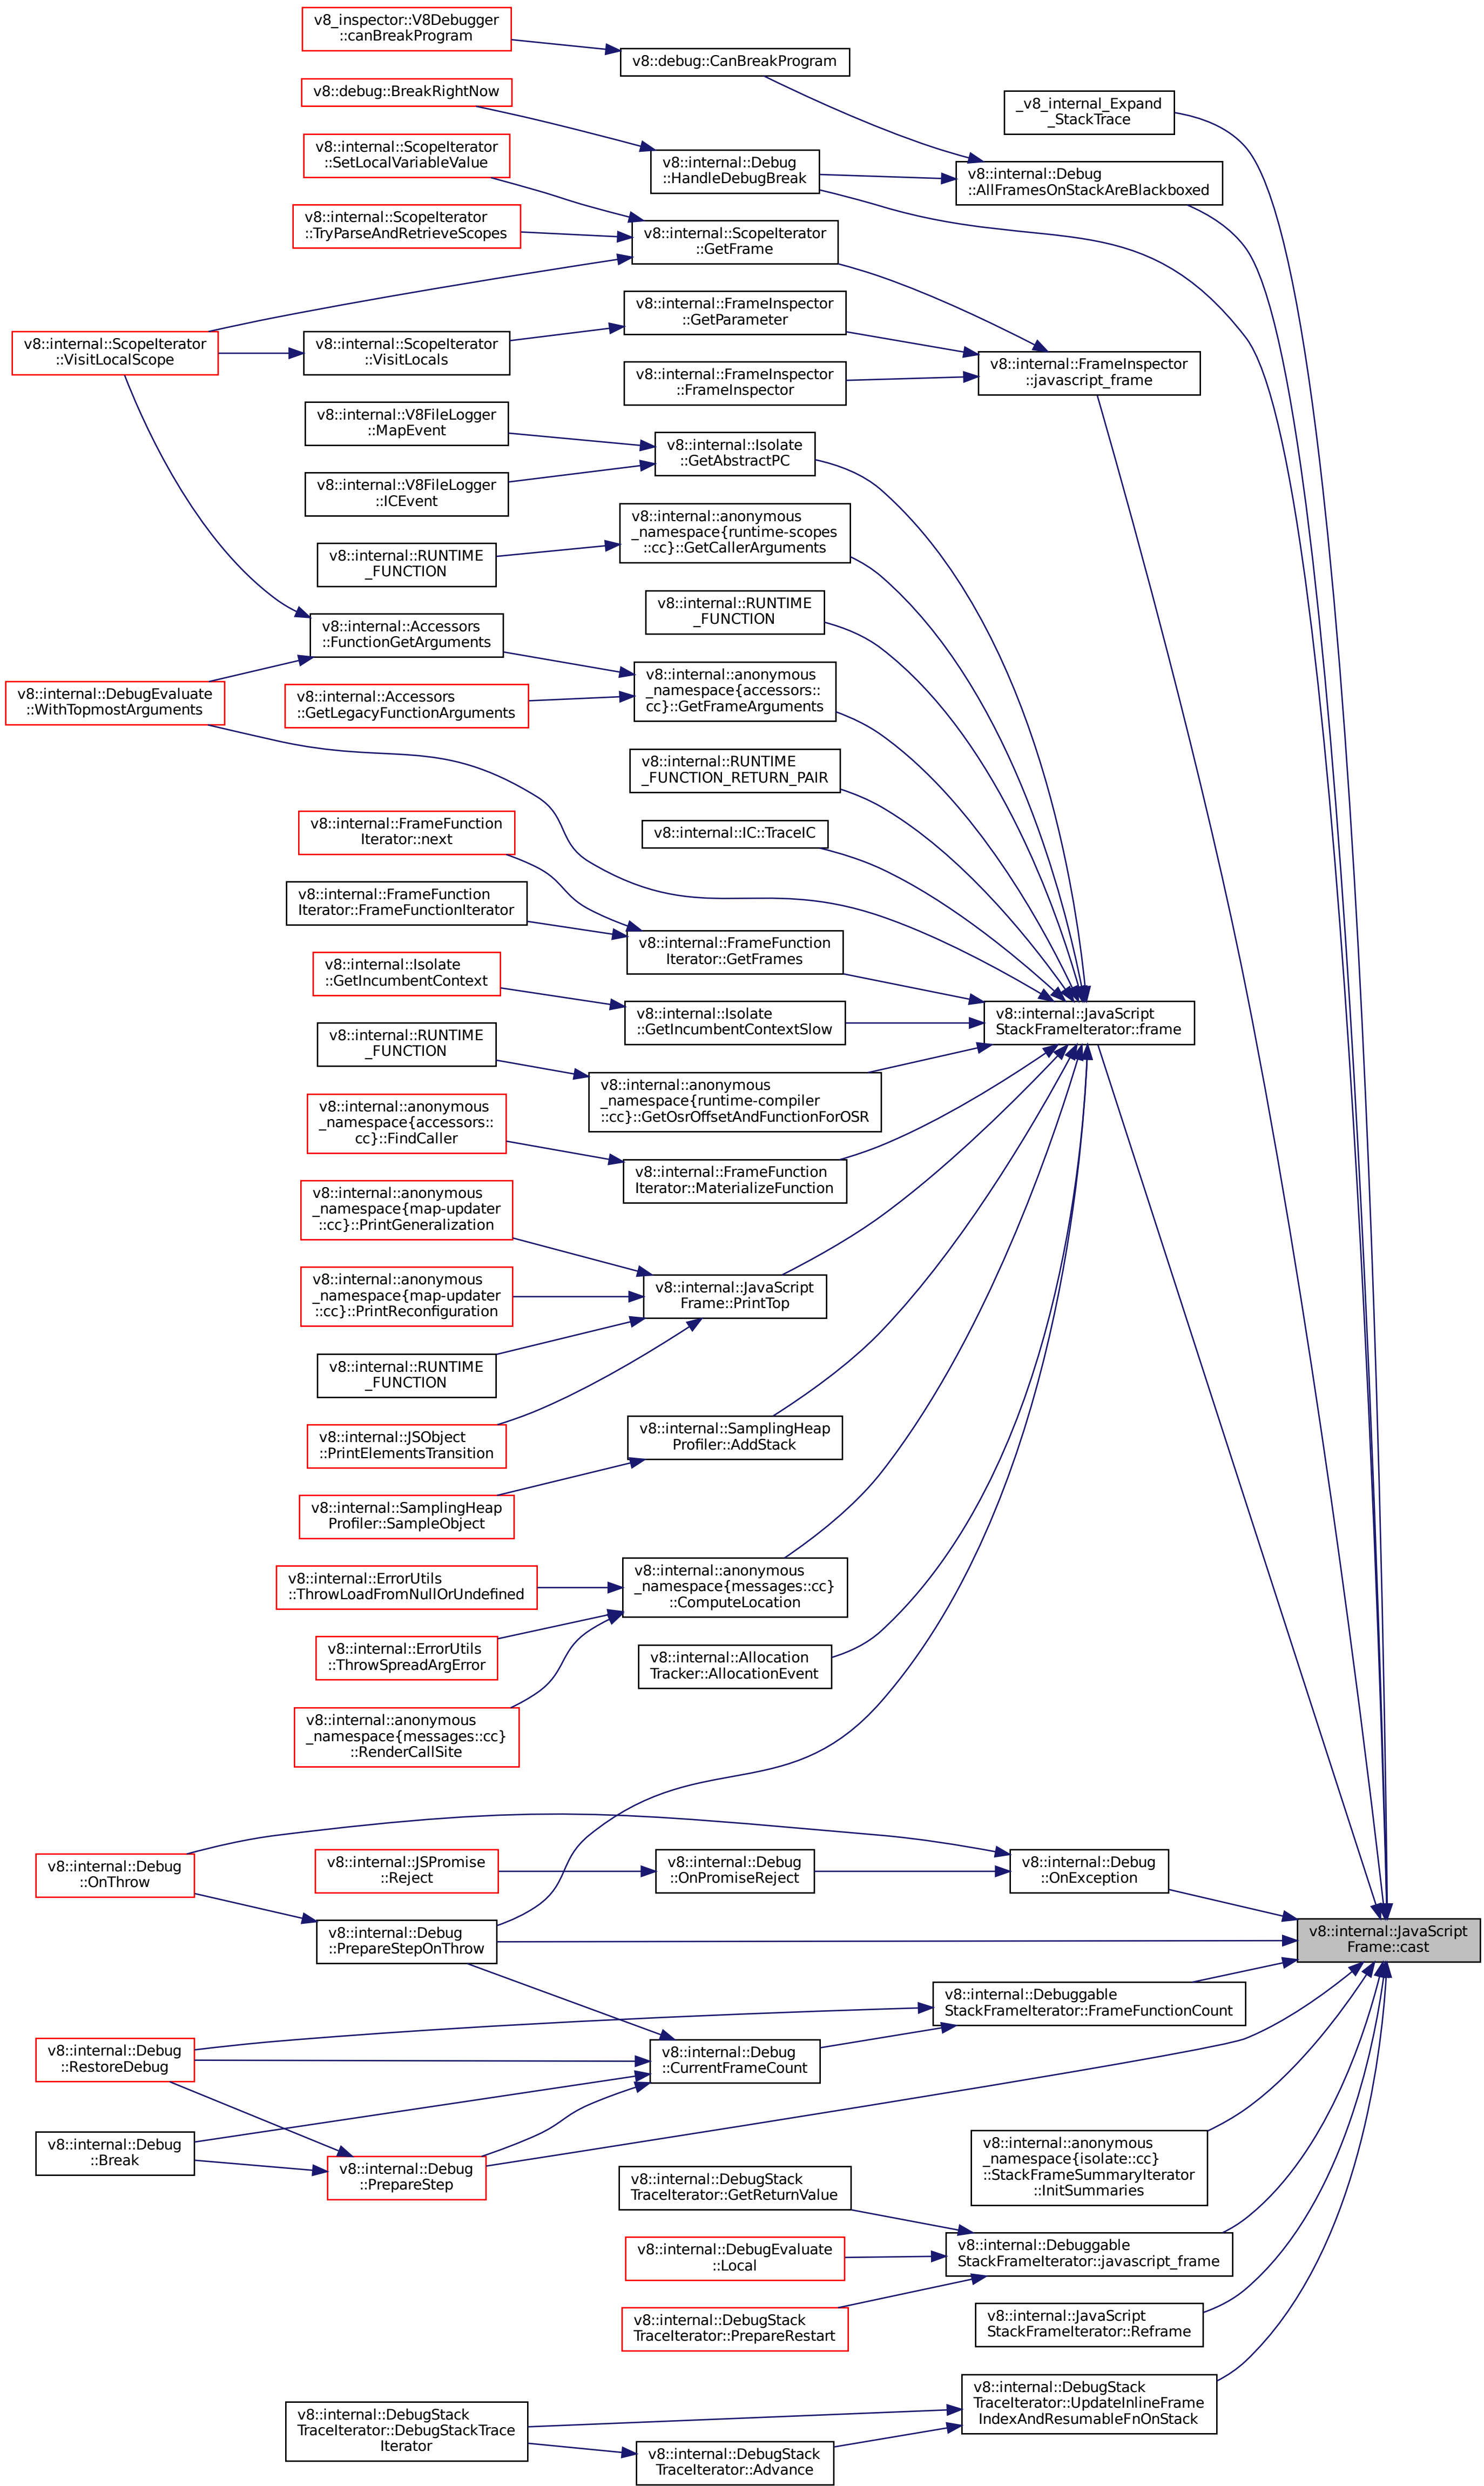 v8_inspector::V8Debugger
::canBreakProgram
v8::debug::CanBreakProgram
v8::debug::BreakRightNow
_v8_internal_Expand
_StackTrace
v8::internal::ScopeIterator
::SetLocalVariableValue
v8::internal::Debug
::HandleDebugBreak
v8::internal::Debug
::AllFramesOnStackAreBlackboxed
v8::internal::ScopeIterator
::TryParseAndRetrieveScopes
v8::internal::ScopeIterator
::GetFrame
v8::internal::FrameInspector
::GetParameter
v8::internal::ScopeIterator
::VisitLocalScope
v8::internal::ScopeIterator
::VisitLocals
v8::internal::FrameInspector
::FrameInspector
v8::internal::FrameInspector
::javascript_frame
v8::internal::V8FileLogger
::MapEvent
v8::internal::Isolate
::GetAbstractPC
v8::internal::V8FileLogger
::ICEvent
v8::internal::anonymous
_namespace{runtime-scopes
::cc}::GetCallerArguments
v8::internal::RUNTIME
_FUNCTION
v8::internal::RUNTIME
_FUNCTION
v8::internal::Accessors
::FunctionGetArguments
v8::internal::anonymous
_namespace{accessors::
cc}::GetFrameArguments
v8::internal::DebugEvaluate
::WithTopmostArguments
v8::internal::Accessors
::GetLegacyFunctionArguments
v8::internal::RUNTIME
_FUNCTION_RETURN_PAIR
v8::internal::IC::TraceIC
v8::internal::FrameFunction
Iterator::next
v8::internal::FrameFunction
Iterator::FrameFunctionIterator
v8::internal::FrameFunction
Iterator::GetFrames
v8::internal::Isolate
::GetIncumbentContext
v8::internal::Isolate
::GetIncumbentContextSlow
v8::internal::JavaScript
StackFrameIterator::frame
v8::internal::RUNTIME
_FUNCTION
v8::internal::anonymous
_namespace{runtime-compiler
::cc}::GetOsrOffsetAndFunctionForOSR
v8::internal::anonymous
_namespace{accessors::
cc}::FindCaller
v8::internal::FrameFunction
Iterator::MaterializeFunction
v8::internal::anonymous
_namespace{map-updater
::cc}::PrintGeneralization
v8::internal::anonymous
_namespace{map-updater
::cc}::PrintReconfiguration
v8::internal::JavaScript
Frame::PrintTop
v8::internal::RUNTIME
_FUNCTION
v8::internal::JSObject
::PrintElementsTransition
v8::internal::SamplingHeap
Profiler::AddStack
v8::internal::SamplingHeap
Profiler::SampleObject
v8::internal::ErrorUtils
::ThrowLoadFromNullOrUndefined
v8::internal::anonymous
_namespace{messages::cc}
::ComputeLocation
v8::internal::ErrorUtils
::ThrowSpreadArgError
v8::internal::Allocation
Tracker::AllocationEvent
v8::internal::anonymous
_namespace{messages::cc}
::RenderCallSite
v8::internal::Debug
::OnThrow
v8::internal::JSPromise
::Reject
v8::internal::Debug
::OnPromiseReject
v8::internal::Debug
::OnException
v8::internal::Debug
::PrepareStepOnThrow
v8::internal::JavaScript
Frame::cast
v8::internal::Debuggable
StackFrameIterator::FrameFunctionCount
v8::internal::Debug
::RestoreDebug
v8::internal::Debug
::CurrentFrameCount
v8::internal::Debug
::Break
v8::internal::Debug
::PrepareStep
v8::internal::anonymous
_namespace{isolate::cc}
::StackFrameSummaryIterator
::InitSummaries
v8::internal::DebugStack
TraceIterator::GetReturnValue
v8::internal::DebugEvaluate
::Local
v8::internal::Debuggable
StackFrameIterator::javascript_frame
v8::internal::DebugStack
TraceIterator::PrepareRestart
v8::internal::JavaScript
StackFrameIterator::Reframe
v8::internal::DebugStack
TraceIterator::UpdateInlineFrame
IndexAndResumableFnOnStack
v8::internal::DebugStack
TraceIterator::DebugStackTrace
Iterator
v8::internal::DebugStack
TraceIterator::Advance